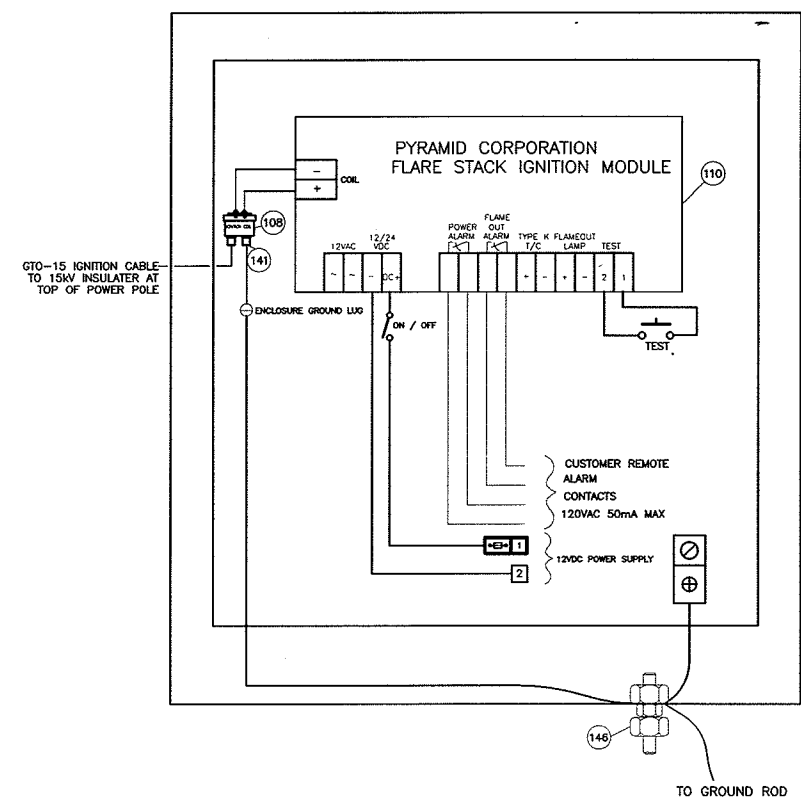 PYRAMID CORPORATION
FLARE STACK IGNITION MODULE
110
-
+
COIL
IGNITION COIL
108
141
GTO-15 IGNITION CABLE
TO 15kV INSULATER AT
TOP OF POWER POLE
12VAC
12/24
VDC
POWER
ALARM
FLAME
OUT
ALARM
TYPE K
T/C
FLAMEOUT
LAMP
TEST
~ ~ - DC+
+ - + - 2 1
ENCLOSURE GROUND LUG
ON / OFF
TEST
CUSTOMER REMOTE
ALARM
CONTACTS
120VAC 50mA MAX
1
2
12VDC POWER SUPPLY
146
TO GROUND ROD